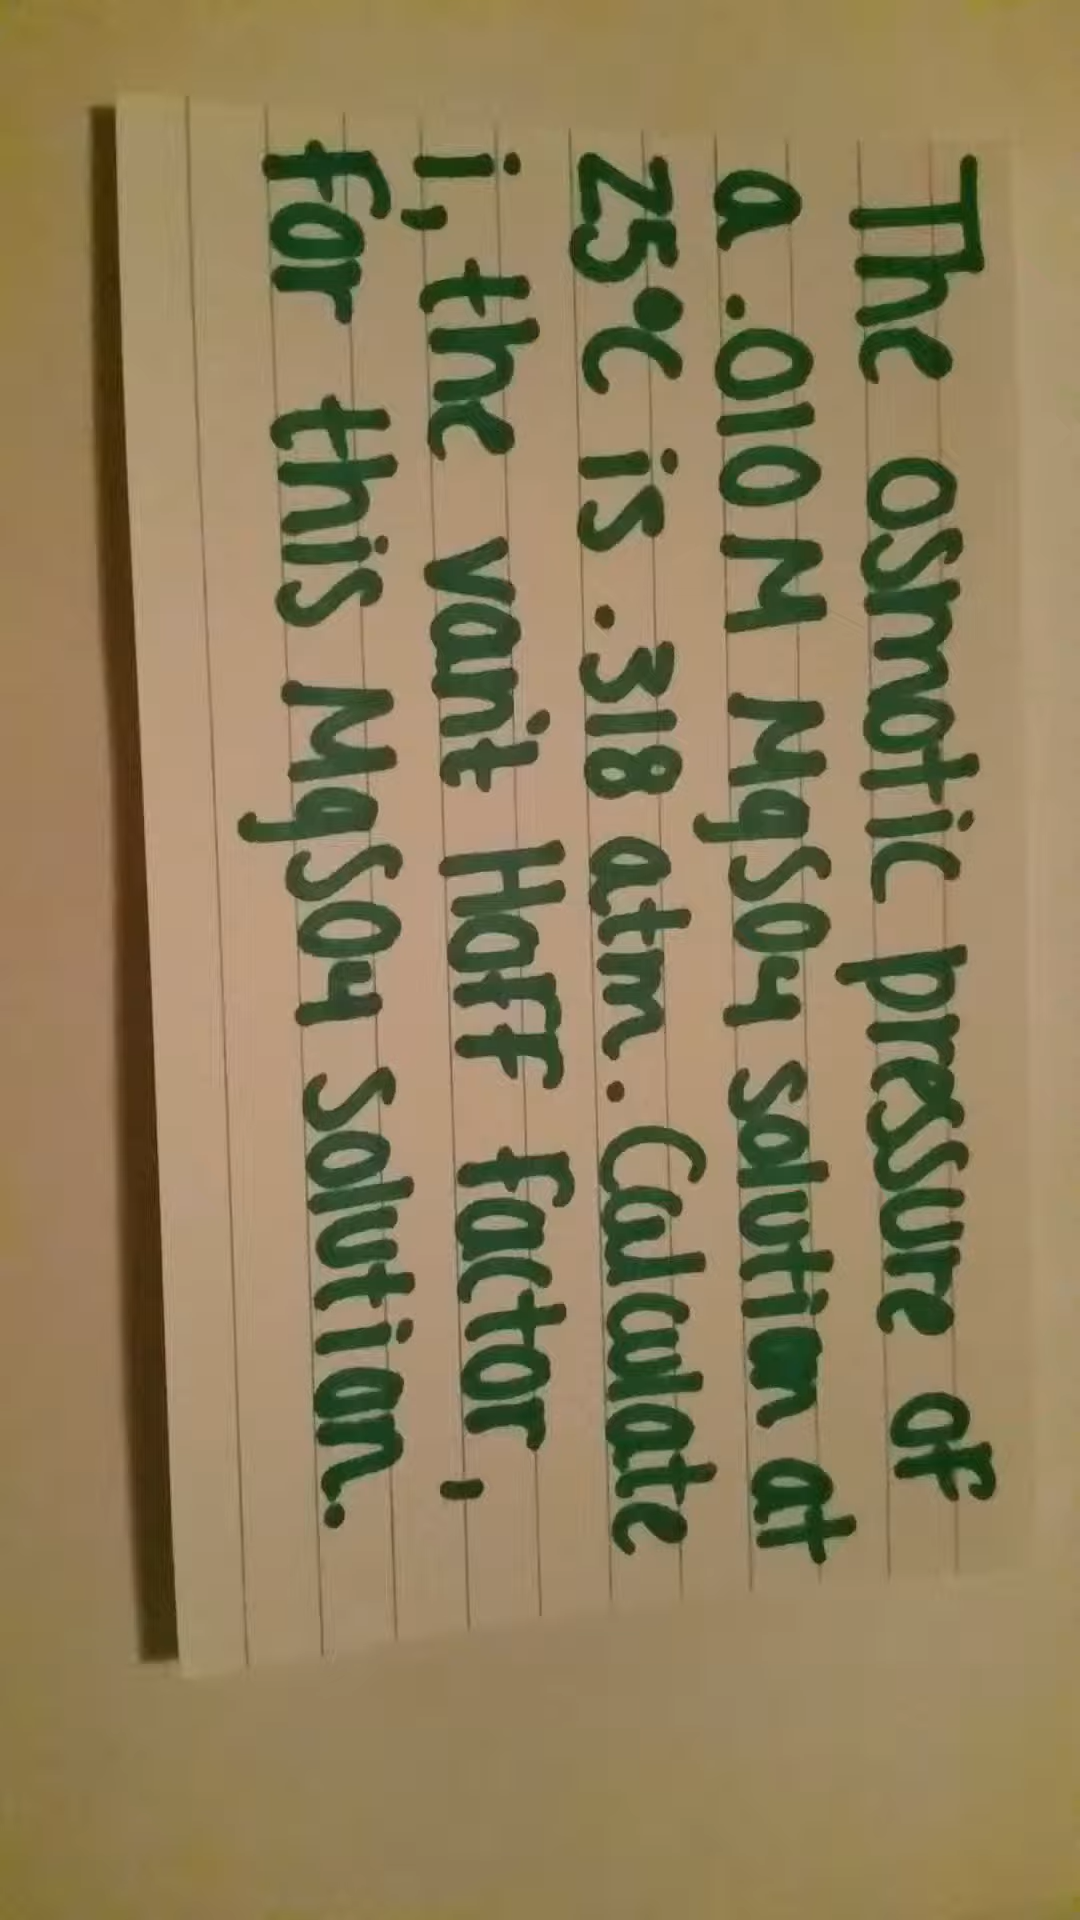 The osmotic pressure of
a .010 M MgSO4 solution at
25°C is .318 atm. Calculate
i, the van't Hoff factor,
for this MgSO4 solution.